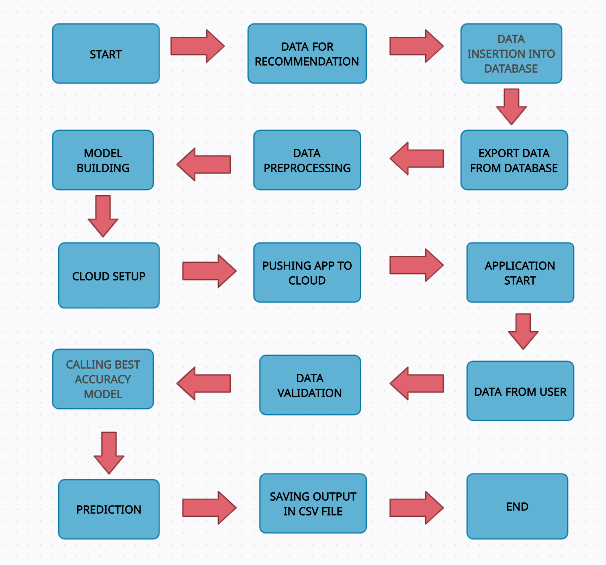 START
DATA FOR
RECOMMENDATION
DATA
INSERTION INTO
DATABASE
MODEL
BUILDING
DATA
PREPROCESSING
EXPORT DATA
FROM DATABASE
CLOUD SETUP
PUSHING APP TO
CLOUD
APPLICATION
START
CALLING BEST
ACCURACY
MODEL
DATA
VALIDATION
DATA FROM USER
PREDICTION
SAVING OUTPUT
IN CSV FILE
END